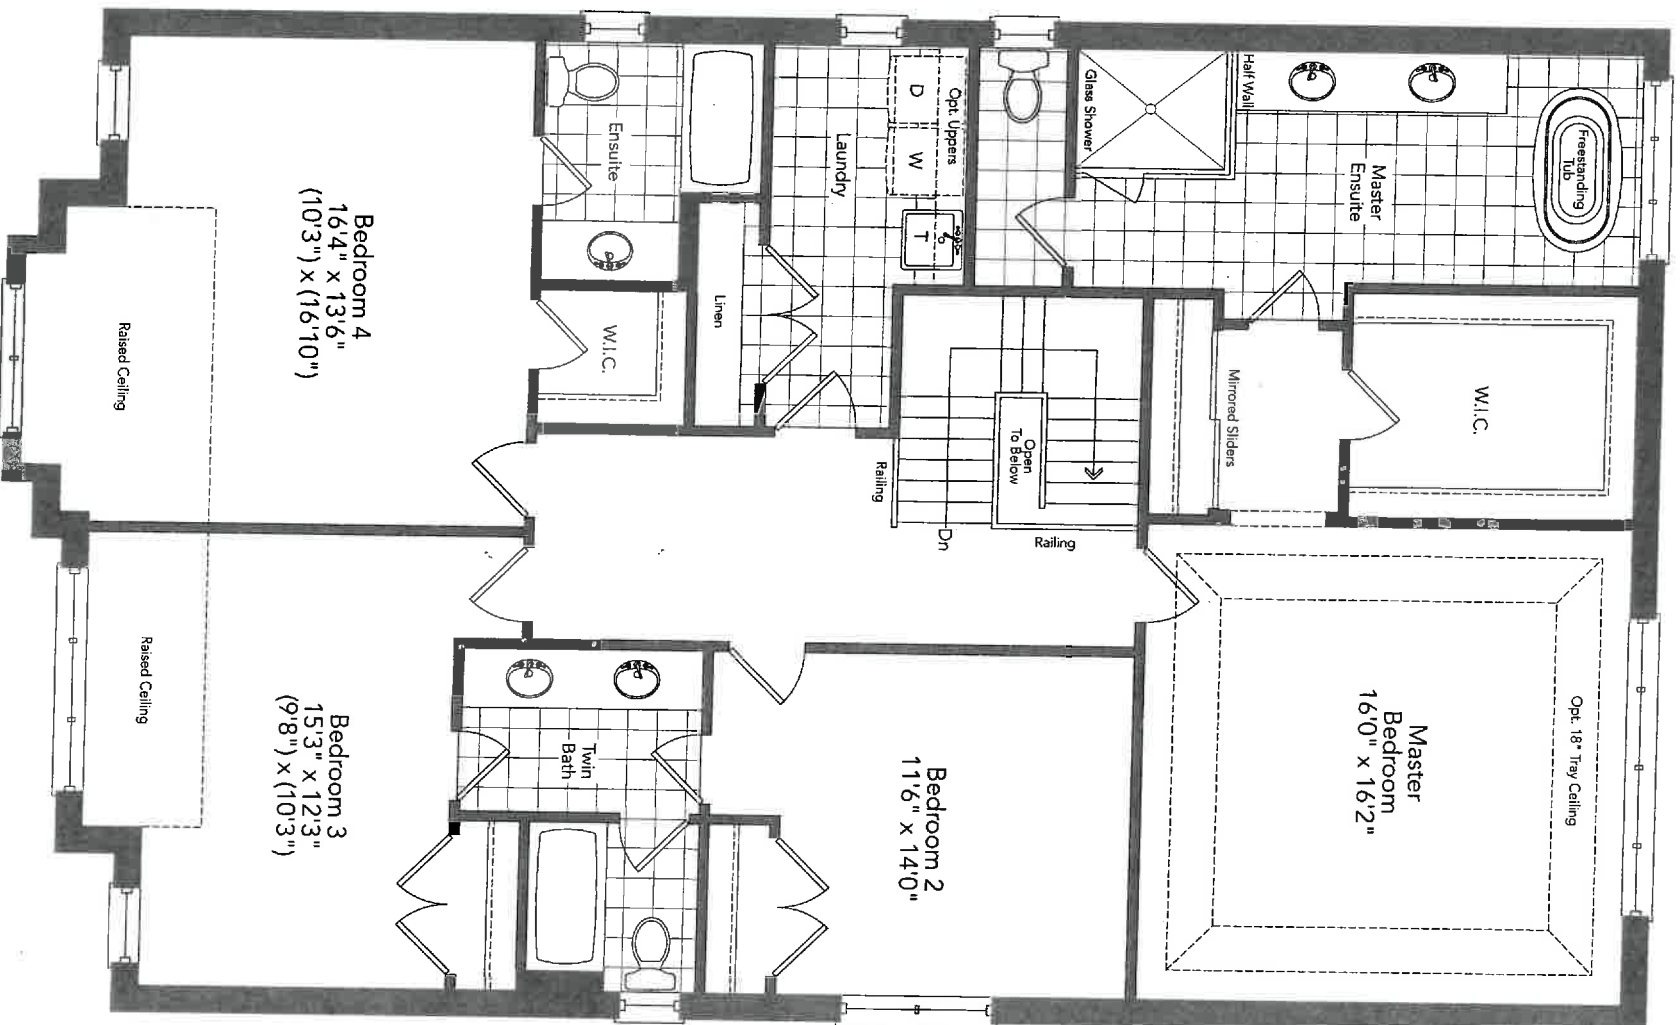 Freestanding
Tub
Half Wall
Glass Shower
Master
Ensuite
Opt. Uppers
D
W
T
Laundry
Ensuite
Linen
W.I.C.
Bedroom 4
16'4" x 13'6"
(10'3") x (16'10")
Raised Ceiling
W.I.C.
Mirrored Sliders
Open
To Below
Railing
Dn
Railing
Opt. 18" Tray Ceiling
Master
Bedroom
16'0" x 16'2"
Bedroom 2
11'6" x 14'0"
Twin
Bath
Bedroom 3
15'3" x 12'3"
(9'8") x (10'3")
Raised Ceiling